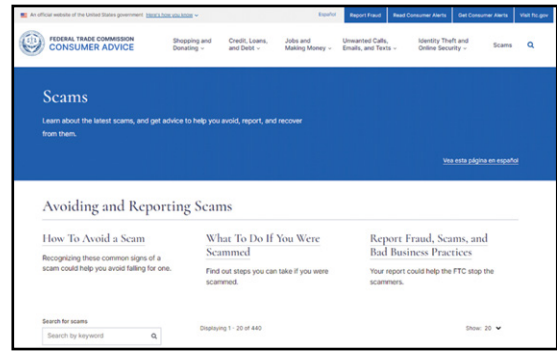 An official website of the United States government Here's how you know
Español Report Fraud Read Consumer Alerts Get Consumer Alerts Visit ftc.gov
FEDERAL TRADE COMMISSION
CONSUMER ADVICE
Shopping and
Donating
Credit, Loans,
and Debt
Jobs and
Making Money
Unwanted Calls,
Emails, and Texts
Identity Theft and
Online Security
Scams
Scams
Learn about the latest scams, and get advice to help you avoid, report, and recover
from them.
Vea esta página en español
Avoiding and Reporting Scams
How To Avoid a Scam
Recognizing these common signs of a
scam could help you avoid falling for one.
What To Do If You Were
Scammed
Find out steps you can take if you were
scammed.
Report Fraud, Scams, and
Bad Business Practices
Your report could help the FTC stop the
scammers.
Search for scams
Search by keyword
Displaying 1 - 20 of 440
Show: 20